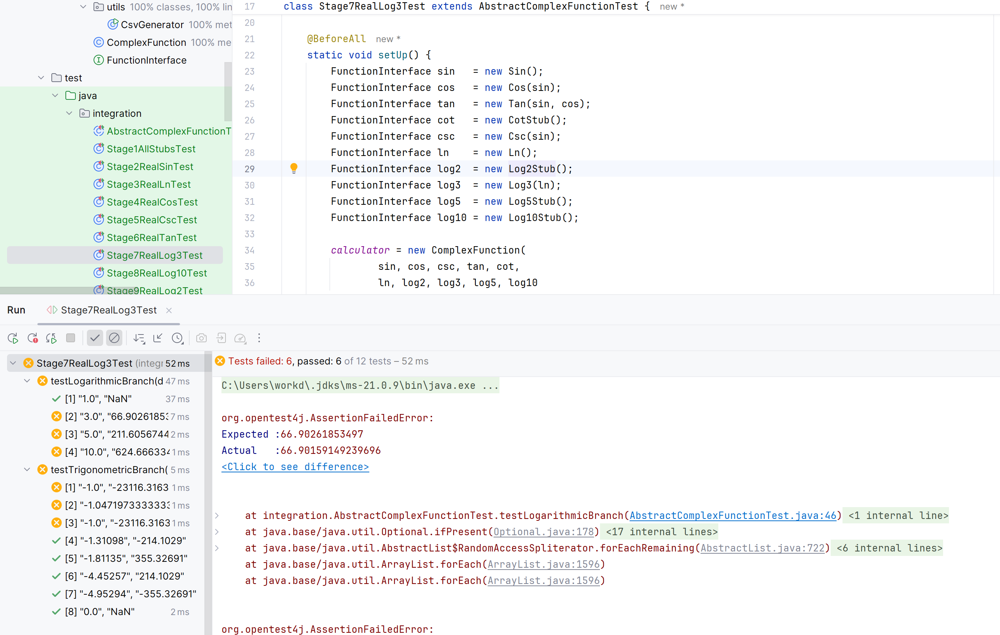 utils 100% classes, 100% lin
CsvGenerator 100% met
ComplexFunction 100% me
FunctionInterface
test
java
integration
AbstractComplexFunctionT
Stage1AllStubsTest
Stage2RealSinTest
Stage3RealLnTest
Stage4RealCosTest
Stage5RealCscTest
Stage6RealTanTest
Stage7RealLog3Test
Stage8RealLog10Test
Stage9RealLog2Test
17 class Stage7RealLog3Test extends AbstractComplexFunctionTest { new *
20
21 @BeforeAll new *
22 static void setUp() {
23 FunctionInterface sin = new Sin();
24 FunctionInterface cos = new Cos(sin);
25 FunctionInterface tan = new Tan(sin, cos);
26 FunctionInterface cot = new CotStub();
27 FunctionInterface csc = new Csc(sin);
28 FunctionInterface ln = new Ln();
29 FunctionInterface log2 = new Log2Stub();
30 FunctionInterface log3 = new Log3(ln);
31 FunctionInterface log5 = new Log5Stub();
32 FunctionInterface log10 = new Log10Stub();
33
34 calculator = new ComplexFunction(
35 sin, cos, csc, tan, cot,
36 ln, log2, log3, log5, log10
Run Stage7RealLog3Test
Stage7RealLog3Test (integr 52 ms
testLogarithmicBranch(d 47 ms
[1] "1.0", "NaN" 37 ms
[2] "3.0", "66.90261853 7 ms
[3] "5.0", "211.6056744 2 ms
[4] "10.0", "624.666334 1 ms
testTrigonometricBranch( 5 ms
[1] "-1.0", "-23116.3163 1 ms
[2] "-1.0471973333333 1 ms
[3] "-1.0", "-23116.3163 1 ms
[4] "-1.31098", "-214.1029"
[5] "-1.81135", "355.32691"
[6] "-4.45257", "214.1029"
[7] "-4.95294", "-355.32691"
[8] "0.0", "NaN" 2 ms
Tests failed: 6, passed: 6 of 12 tests – 52 ms
C:\Users\workd\.jdks\ms-21.0.9\bin\java.exe ...
org.opentest4j.AssertionFailedError:
Expected :66.90261853497
Actual :66.90159149239696
<Click to see difference>
at integration.AbstractComplexFunctionTest.testLogarithmicBranch(AbstractComplexFunctionTest.java:46) <1 internal line>
at java.base/java.util.Optional.ifPresent(Optional.java:178) <17 internal lines>
at java.base/java.util.AbstractList$RandomAccessSpliterator.forEachRemaining(AbstractList.java:722) <6 internal lines>
at java.base/java.util.ArrayList.forEach(ArrayList.java:1596)
at java.base/java.util.ArrayList.forEach(ArrayList.java:1596)
org.opentest4j.AssertionFailedError: